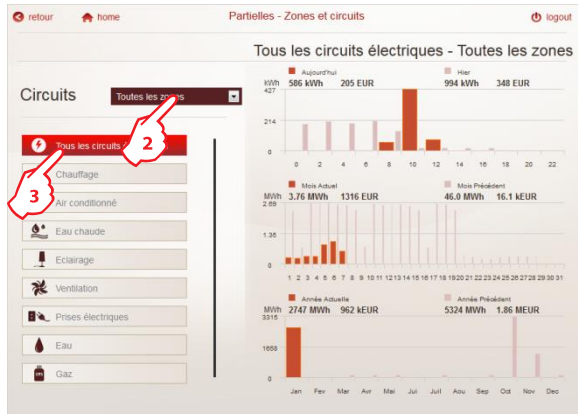 retour home Partielles - Zones et circuits logout
Tous les circuits électriques - Toutes les zones
Circuits Toutes les zones
2
Tous les circuits
3
Chauffage
Air conditionné
Eau chaude
Eclairage
Ventilation
Prises électriques
Eau
Gaz
Aujourd'hui Hier
kWh 586 kWh 205 EUR 994 kWh 348 EUR
427
214
0
0 2 4 6 8 10 12 14 16 18 20 22
Mois Actuel Mois Précédent
MWh 3.76 MWh 1316 EUR 46.0 MWh 16.1 kEUR
2.69
1.35
0
1 2 3 4 5 6 7 8 9 10 11 12 13 14 15 16 17 18 19 20 21 22 23 24 25 26 27 28 29 30 31
Année Actuelle Année Précédent
MWh 2747 MWh 962 kEUR 5324 MWh 1.86 MEUR
3315
1658
0
Jan Fev Mar Avr Mai Jui Juil Aou Sep Oct Nov Dec